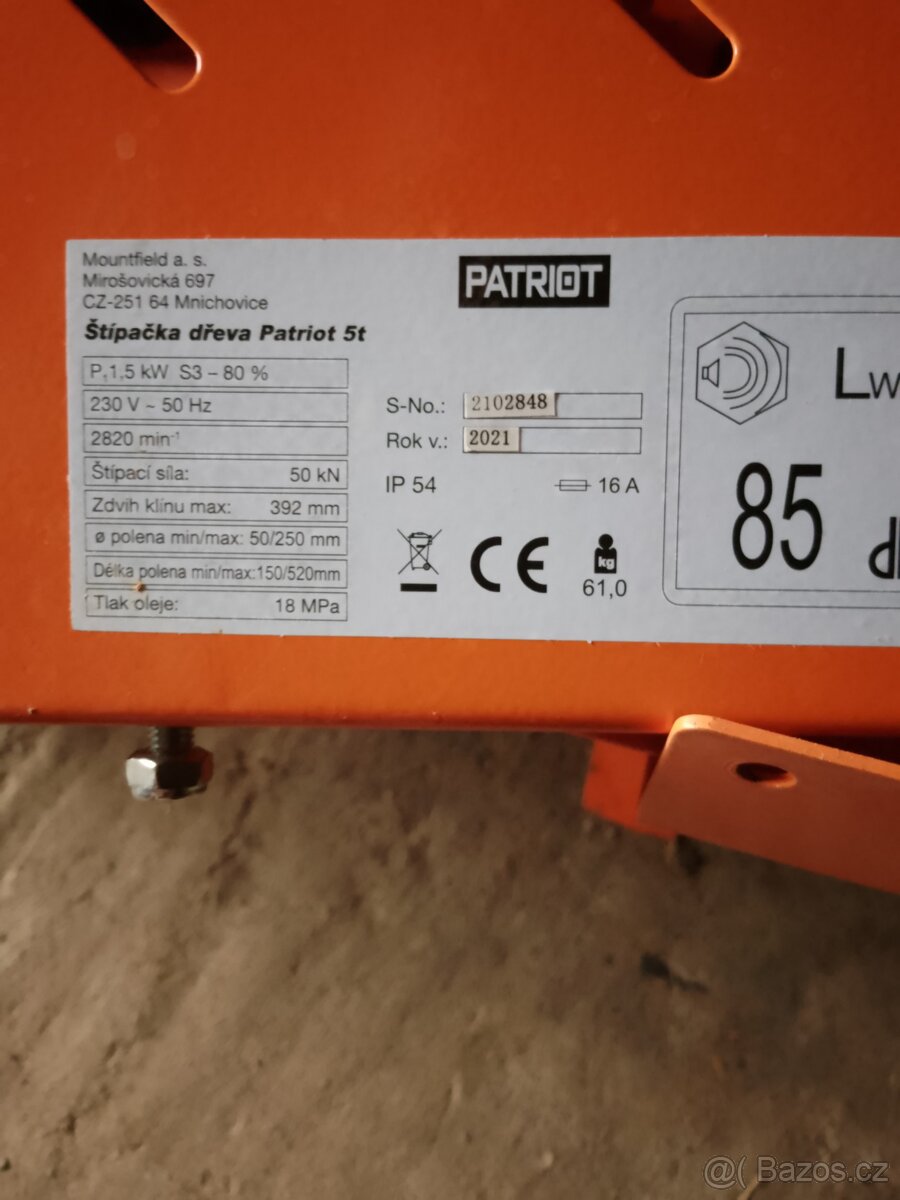 Mountfield a. s.
Mirošovická 697
CZ-251 64 Mnichovice
Štípačka dřeva Patriot 5t
P.1,5 kW S3 – 80 %
230 V ~ 50 Hz
2820 min⁻¹
Štípací síla: 50 kN
Zdvih klínu max: 392 mm
ø polena min/max: 50/250 mm
Délka polena min/max:150/520mm
Tlak oleje: 18 MPa
PATRIOT
S-No.: 2102848
Rok v.: 2021
IP 54 16 A
CE
kg
61,0
LW
85
@( Bazos.cz